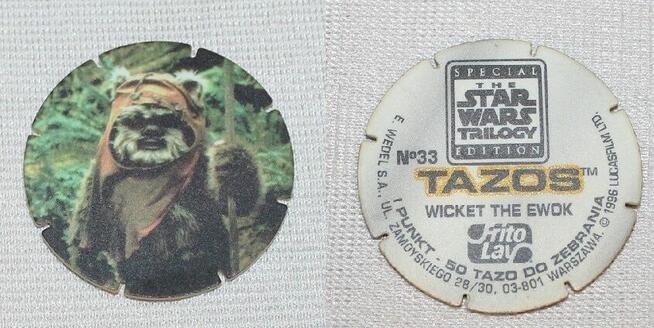 SPECIAL
THE
STAR
WARS
TRILOGY
EDITION
Nº33
TAZOS™
WICKET THE EWOK
Frito
Lay
1 PUNKT - 50 TAZO DO ZEBRANIA
E. WEDEL S.A., UL. ZAMOYSKIEGO 28/30, 03-801 WARSZAWA. © 1996 LUCASFILM LTD.